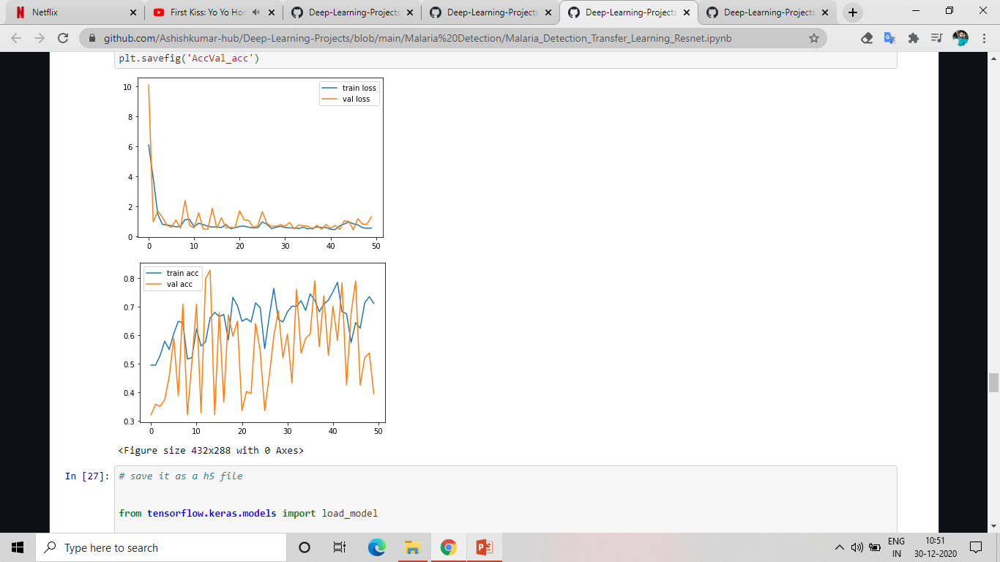 Netflix
First Kiss: Yo Yo Hor
Deep-Learning-Projects
Deep-Learning-Projects
Deep-Learning-Projects
Deep-Learning-Projects
github.com/Ashishkumar-hub/Deep-Learning-Projects/blob/main/Malaria%20Detection/Malaria_Detection_Transfer_Learning_Resnet.ipynb
plt.savefig('AccVal_acc')
train loss
val loss
10
8
6
4
2
0
0 10 20 30 40 50
train acc
val acc
0.8
0.7
0.6
0.5
0.4
0.3
0 10 20 30 40 50
<Figure size 432x288 with 0 Axes>
In [27]: # save it as a h5 file
from tensorflow.keras.models import load_model
Type here to search
ENG
IN
10:51
30-12-2020